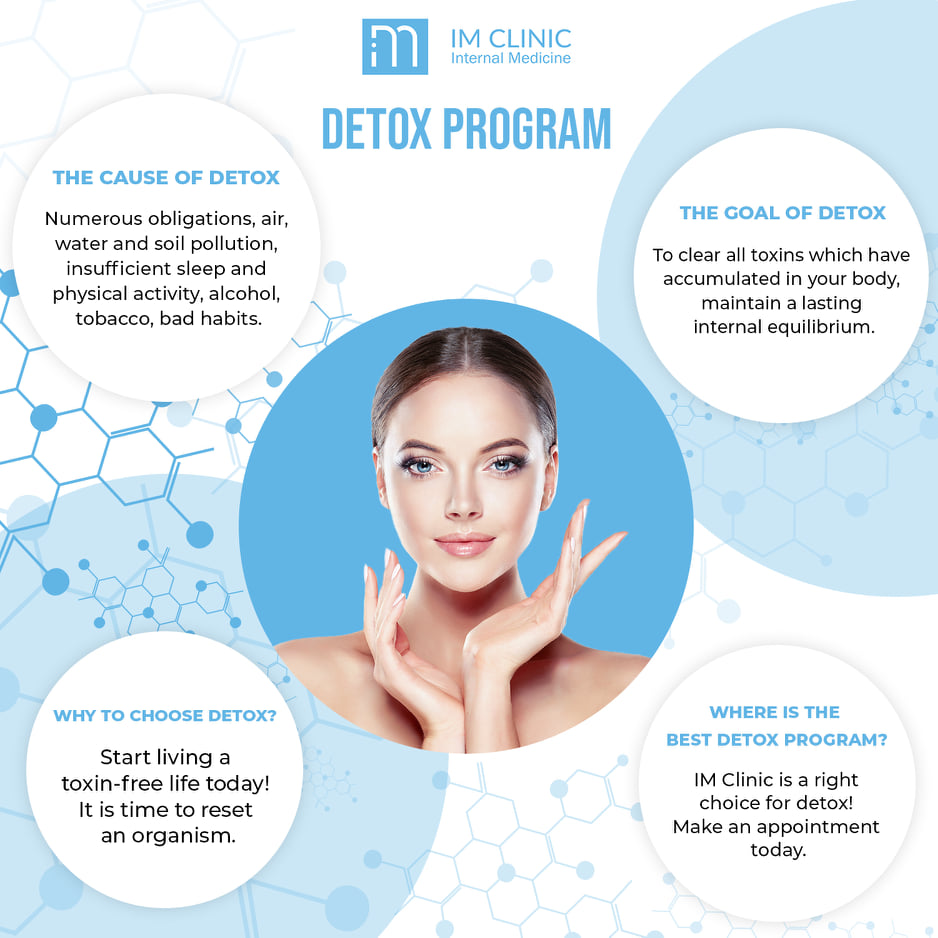 IM CLINIC
Internal Medicine
DETOX PROGRAM
THE CAUSE OF DETOX
Numerous obligations, air,
water and soil pollution,
insufficient sleep and
physical activity, alcohol,
tobacco, bad habits.
THE GOAL OF DETOX
To clear all toxins which have
accumulated in your body,
maintain a lasting
internal equilibrium.
WHY TO CHOOSE DETOX?
Start living a
toxin-free life today!
It is time to reset
an organism.
WHERE IS THE
BEST DETOX PROGRAM?
IM Clinic is a right
choice for detox!
Make an appointment
today.